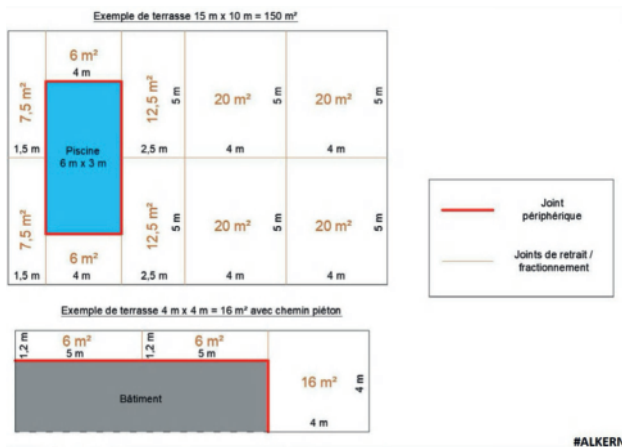 Exemple de terrasse 15 m x 10 m = 150 m²
6 m²
4 m
7,5 m²
1,5 m
12,5 m²
5 m
2,5 m
20 m²
5 m
4 m
20 m²
5 m
4 m
Piscine
6 m x 3 m
7,5 m²
1,5 m
6 m²
4 m
12,5 m²
5 m
2,5 m
20 m²
5 m
4 m
20 m²
5 m
4 m
Joint
périphérique
Joints de retrait /
fractionnement
Exemple de terrasse 4 m x 4 m = 16 m² avec chemin piéton
1,2 m
6 m²
5 m
1,2 m
6 m²
5 m
16 m²
4 m
4 m
Bâtiment
#ALKERN